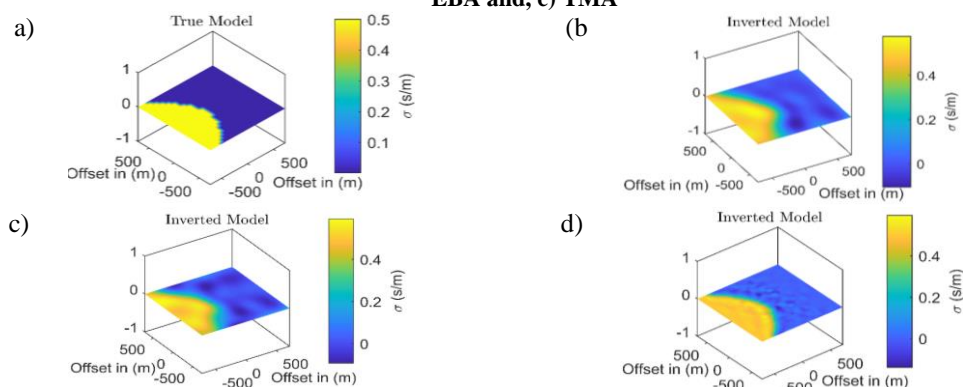 EBA and, c) TMA
a)
True Model
0.5
0.4
0.3
0.2
0.1
σ (s/m)
1
0
-1
500
0
-500
Offset in (m)
500
0
-500
Offset in (m)
(b
Inverted Model
0.4
0.2
0
σ (s/m)
1
0
-1
500
0
-500
Offset in (m)
500
0
-500
Offset in (m)
c)
Inverted Model
0.4
0.2
0
σ (s/m)
1
0
-1
500
0
-500
Offset in (m)
500
0
-500
Offset in (m)
d)
Inverted Model
0.4
0.2
0
σ (s/m)
1
0
-1
500
0
-500
Offset in (m)
500
0
-500
Offset in (m)